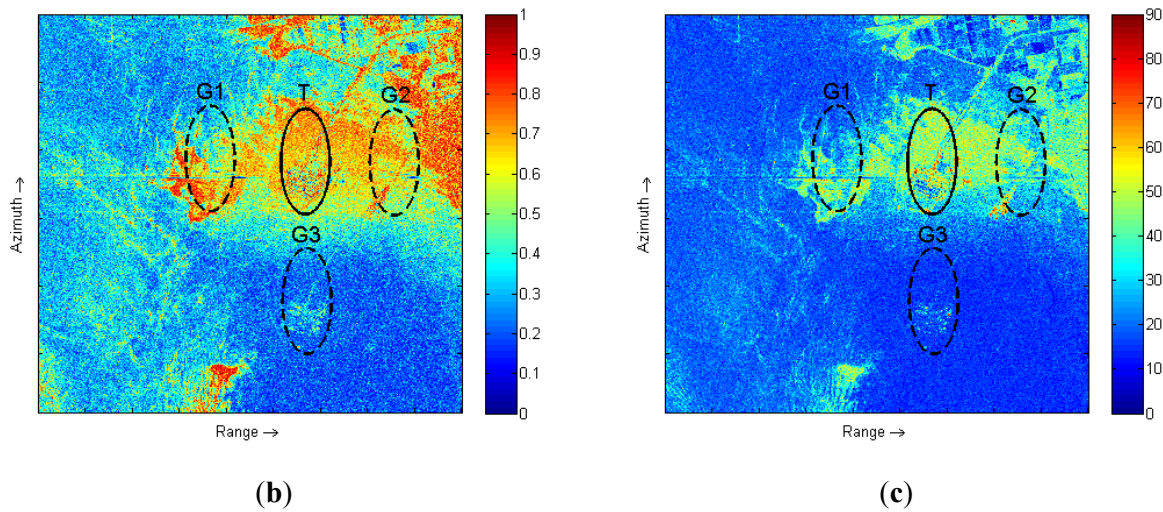 G1
T
G2
G3
Azimuth →
Range →
1
0.9
0.8
0.7
0.6
0.5
0.4
0.3
0.2
0.1
0
(b)
G1
T
G2
G3
Azimuth →
Range →
90
80
70
60
50
40
30
20
10
0
(c)